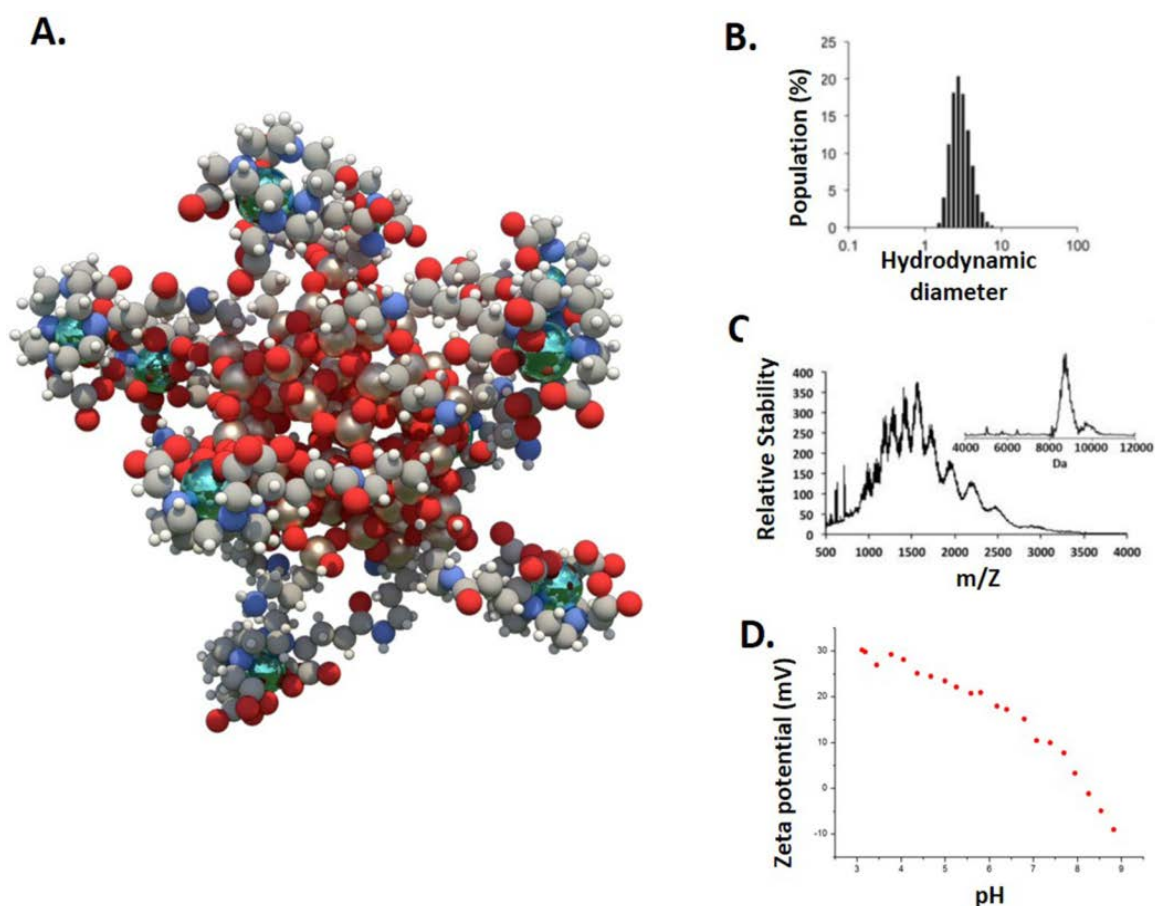 A.
B.
25
20
15
10
5
0
Population (%)
0.1 1 10 100
Hydrodynamic
diameter
C
400
350
300
250
200
150
100
50
0
Relative Stability
4000 6000 8000 10000 12000
Da
500 1000 1500 2000 2500 3000 3500 4000
m/Z
D.
30
20
10
0
-10
Zeta potential (mV)
3 4 5 6 7 8 9
pH